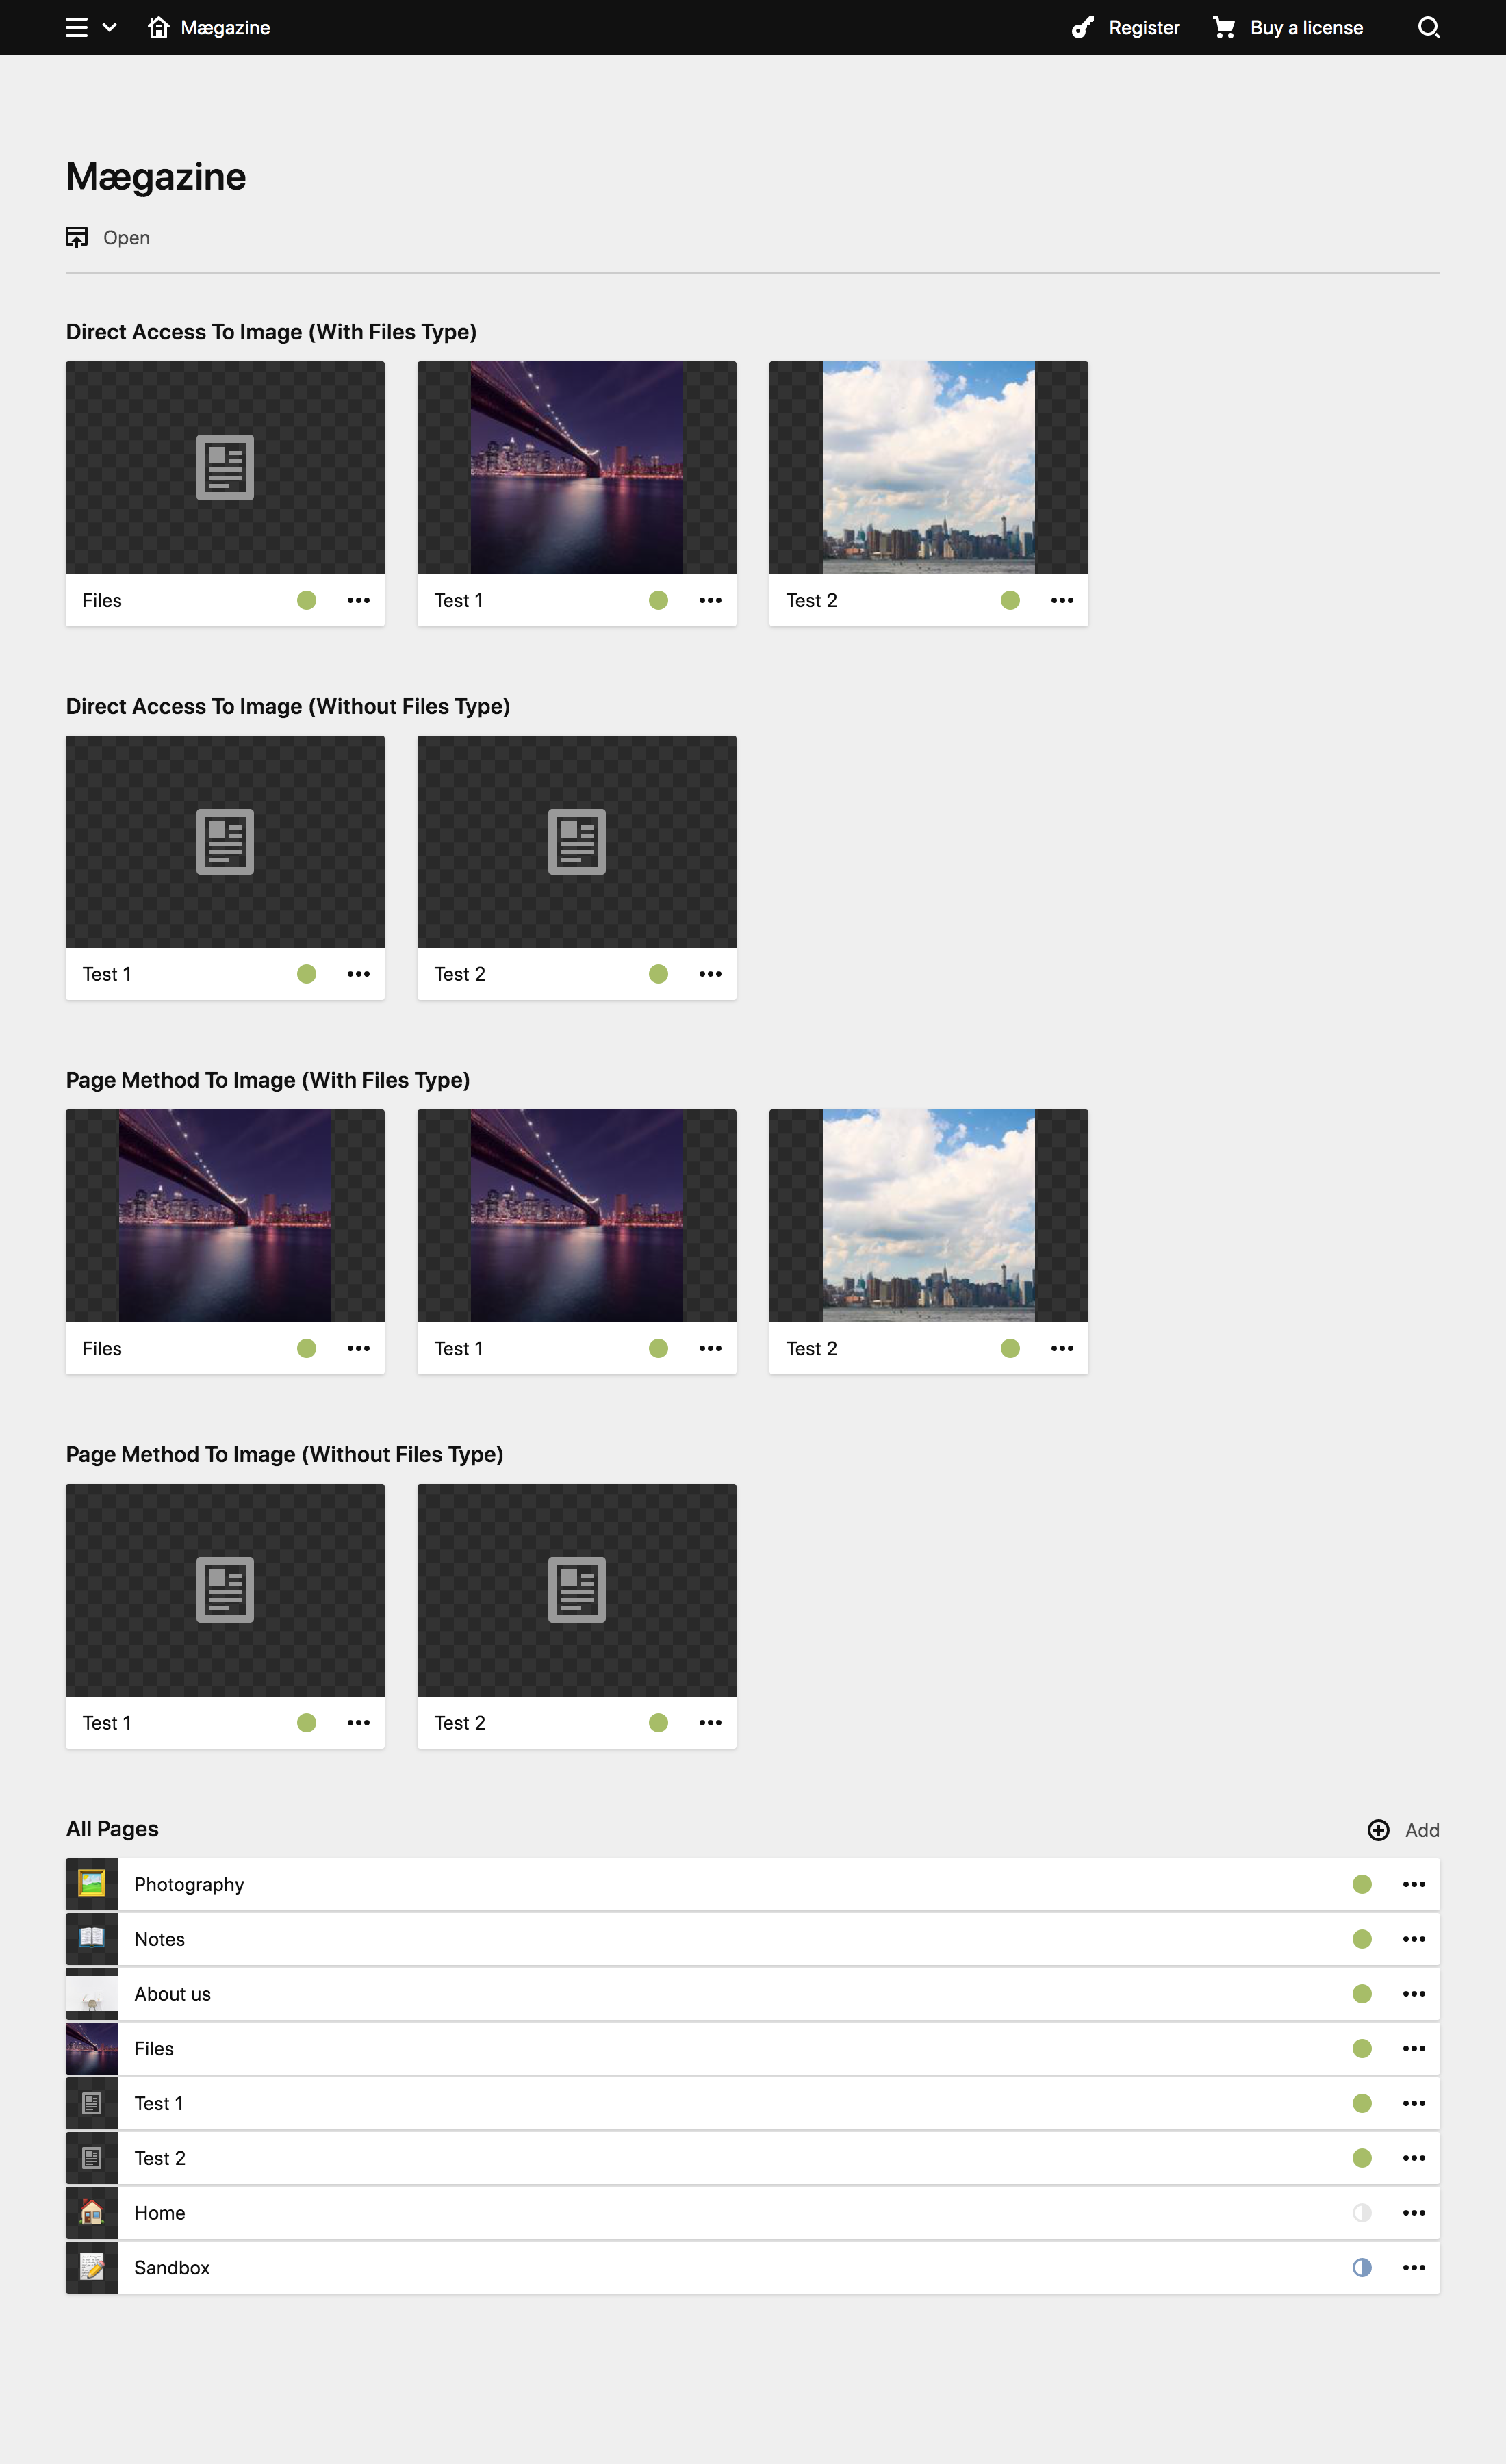 Mægazine
Register
Buy a license
Mægazine
Open
Direct Access To Image (With Files Type)
Files
Test 1
Test 2
Direct Access To Image (Without Files Type)
Test 1
Test 2
Page Method To Image (With Files Type)
Files
Test 1
Test 2
Page Method To Image (Without Files Type)
Test 1
Test 2
All Pages
Add
Photography
Notes
About us
Files
Test 1
Test 2
Home
Sandbox